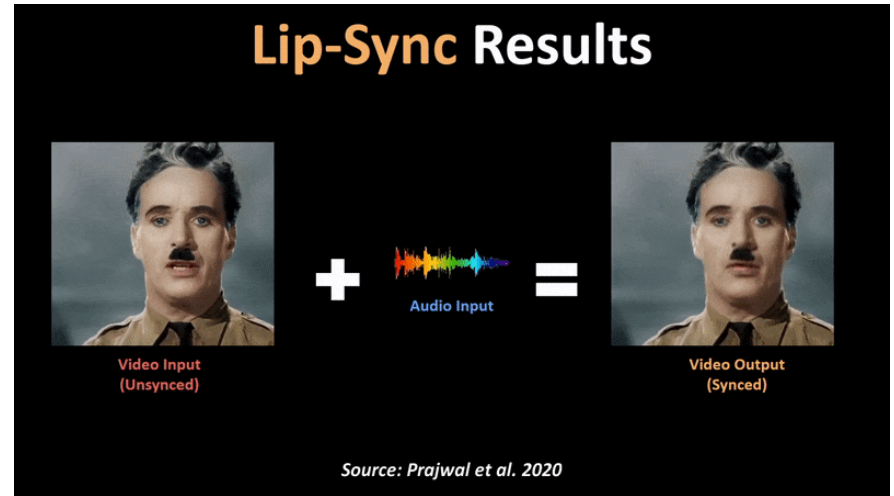 Lip-Sync Results
Audio Input
Video Input
(Unsynced)
Video Output
(Synced)
Source: Prajwal et al. 2020